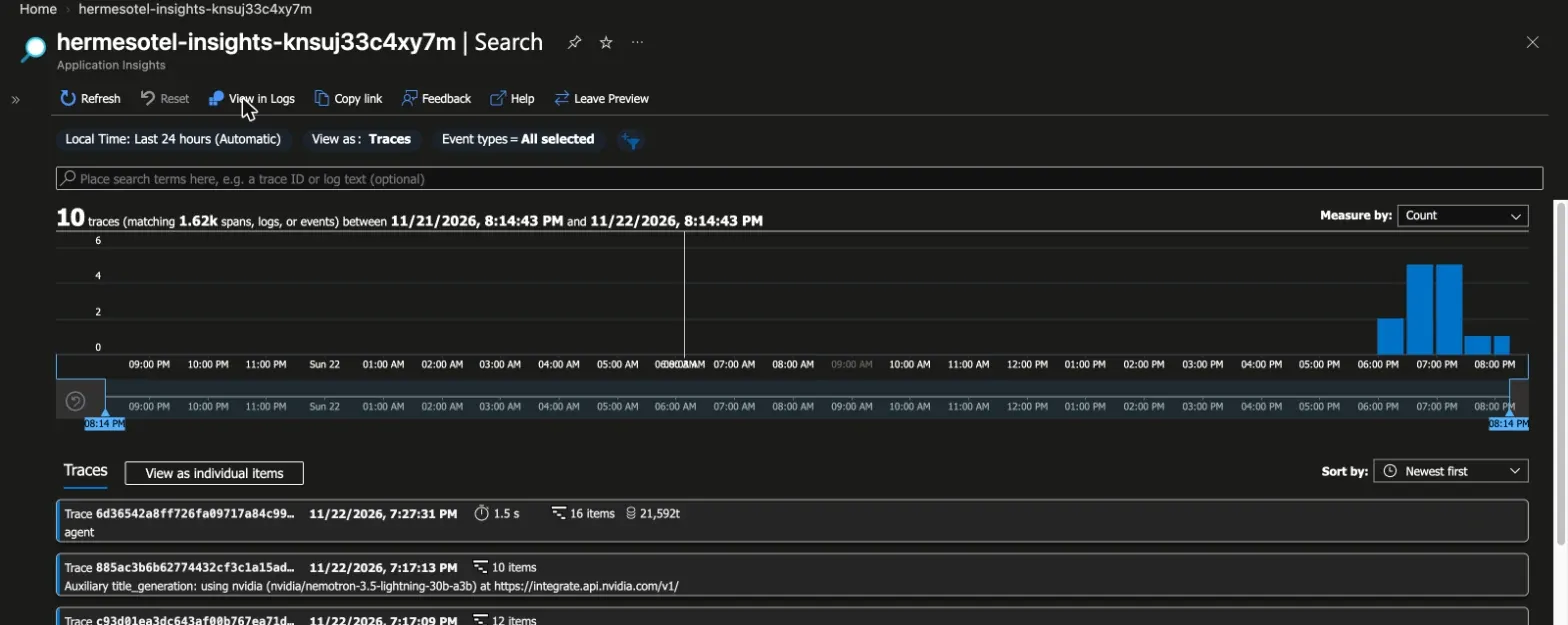 Home › hermesotel-insights-knsuj33c4xy7m
hermesotel-insights-knsuj33c4xy7m | Search
Application Insights
Refresh Reset View in Logs Copy link Feedback Help Leave Preview
Local Time: Last 24 hours (Automatic) View as : Traces Event types = All selected
Place search terms here, e.g. a trace ID or log text (optional)
10 traces (matching 1.62k spans, logs, or events) between 11/21/2026, 8:14:43 PM and 11/22/2026, 8:14:43 PM
Measure by: Count
6
4
2
0
09:00 PM 10:00 PM 11:00 PM Sun 22 01:00 AM 02:00 AM 03:00 AM 04:00 AM 05:00 AM 07:00 AM 08:00 AM 09:00 AM 10:00 AM 11:00 AM 12:00 PM 01:00 PM 02:00 PM 03:00 PM 04:00 PM 05:00 PM 06:00 PM 07:00 PM 08:00 PM
09:00 PM 10:00 PM 11:00 PM Sun 22 01:00 AM 02:00 AM 03:00 AM 04:00 AM 05:00 AM 06:00 AM 07:00 AM 08:00 AM 09:00 AM 10:00 AM 11:00 AM 12:00 PM 01:00 PM 02:00 PM 03:00 PM 04:00 PM 05:00 PM 06:00 PM 07:00 PM 08:00 PM
08:14 PM 08:14 PM
Traces View as individual items
Sort by: Newest first
Trace 6d36542a8ff726fa09717a84c99… 11/22/2026, 7:27:31 PM 1.5 s 16 items 21,592t
agent
Trace 885ac3b6b62774432cf3c1a15ad… 11/22/2026, 7:17:13 PM 10 items
Auxiliary title_generation: using nvidia (nvidia/nemotron-3.5-lightning-30b-a3b) at https://integrate.api.nvidia.com/v1/
Trace c93d01ea3dc643af00b767ea71d… 11/22/2026, 7:17:09 PM 12 items